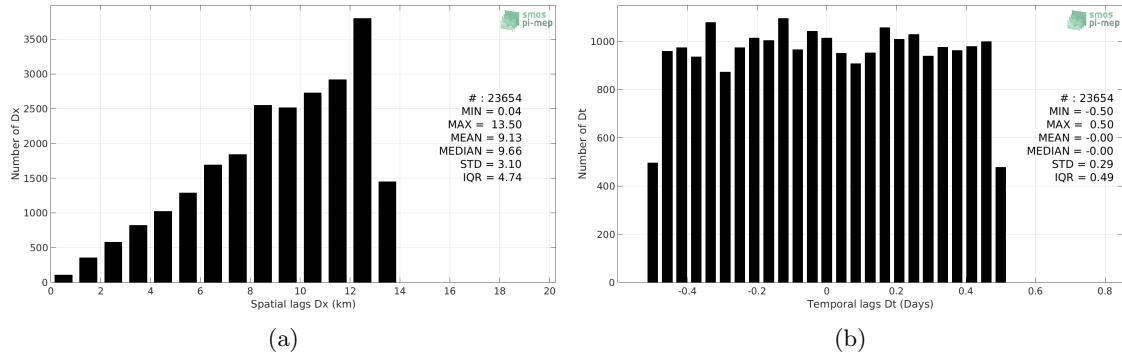 smos
pi-mep
3500
3000
2500
2000
1500
1000
500
0
Number of Dx
# : 23654
MIN = 0.04
MAX = 13.50
MEAN = 9.13
MEDIAN = 9.66
STD = 3.10
IQR = 4.74
0 2 4 6 8 10 12 14 16 18 20
Spatial lags Dx (km)
(a)
smos
pi-mep
1000
800
600
400
200
0
Number of Dt
# : 23654
MIN = -0.50
MAX = 0.50
MEAN = -0.00
MEDIAN = -0.00
STD = 0.29
IQR = 0.49
-0.4 -0.2 0 0.2 0.4 0.6 0.8
Temporal lags Dt (Days)
(b)